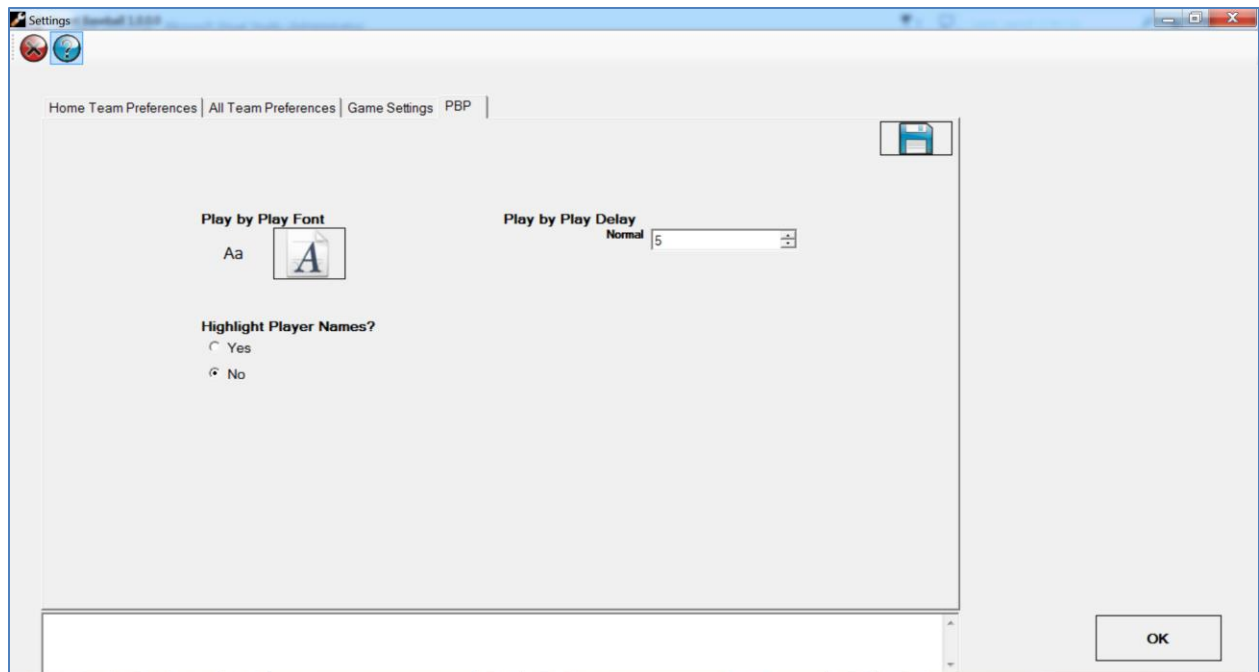 Settings
Home Team Preferences All Team Preferences Game Settings PBP
Play by Play Font
Aa
A
Play by Play Delay
Normal 5
Highlight Player Names?
Yes
No
OK